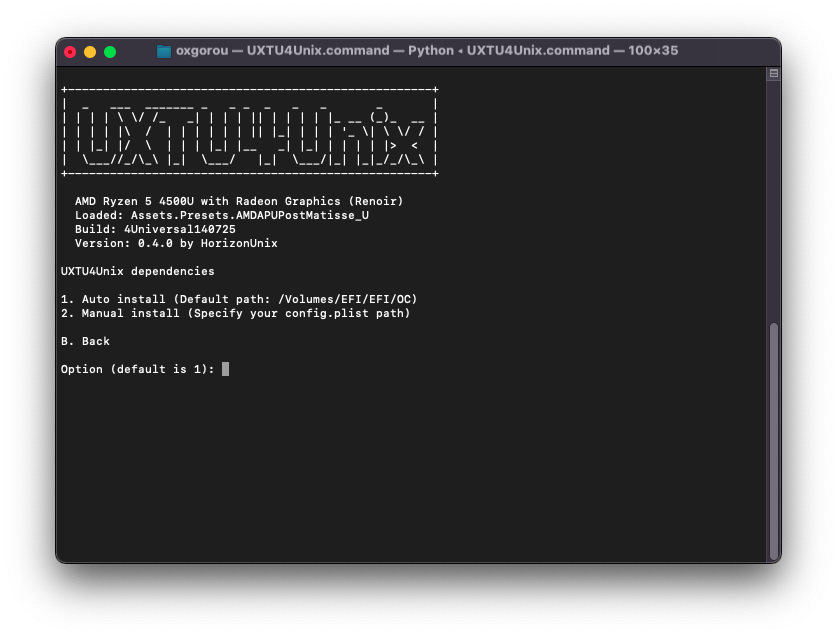 oxgorou — UXTU4Unix.command — Python ◂ UXTU4Unix.command — 100×35
UXTU4Unix
AMD Ryzen 5 4500U with Radeon Graphics (Renoir)
Loaded: Assets.Presets.AMDAPUPostMatisse_U
Build: 4Universal140725
Version: 0.4.0 by HorizonUnix
UXTU4Unix dependencies
1. Auto install (Default path: /Volumes/EFI/EFI/OC)
2. Manual install (Specify your config.plist path)
B. Back
Option (default is 1):